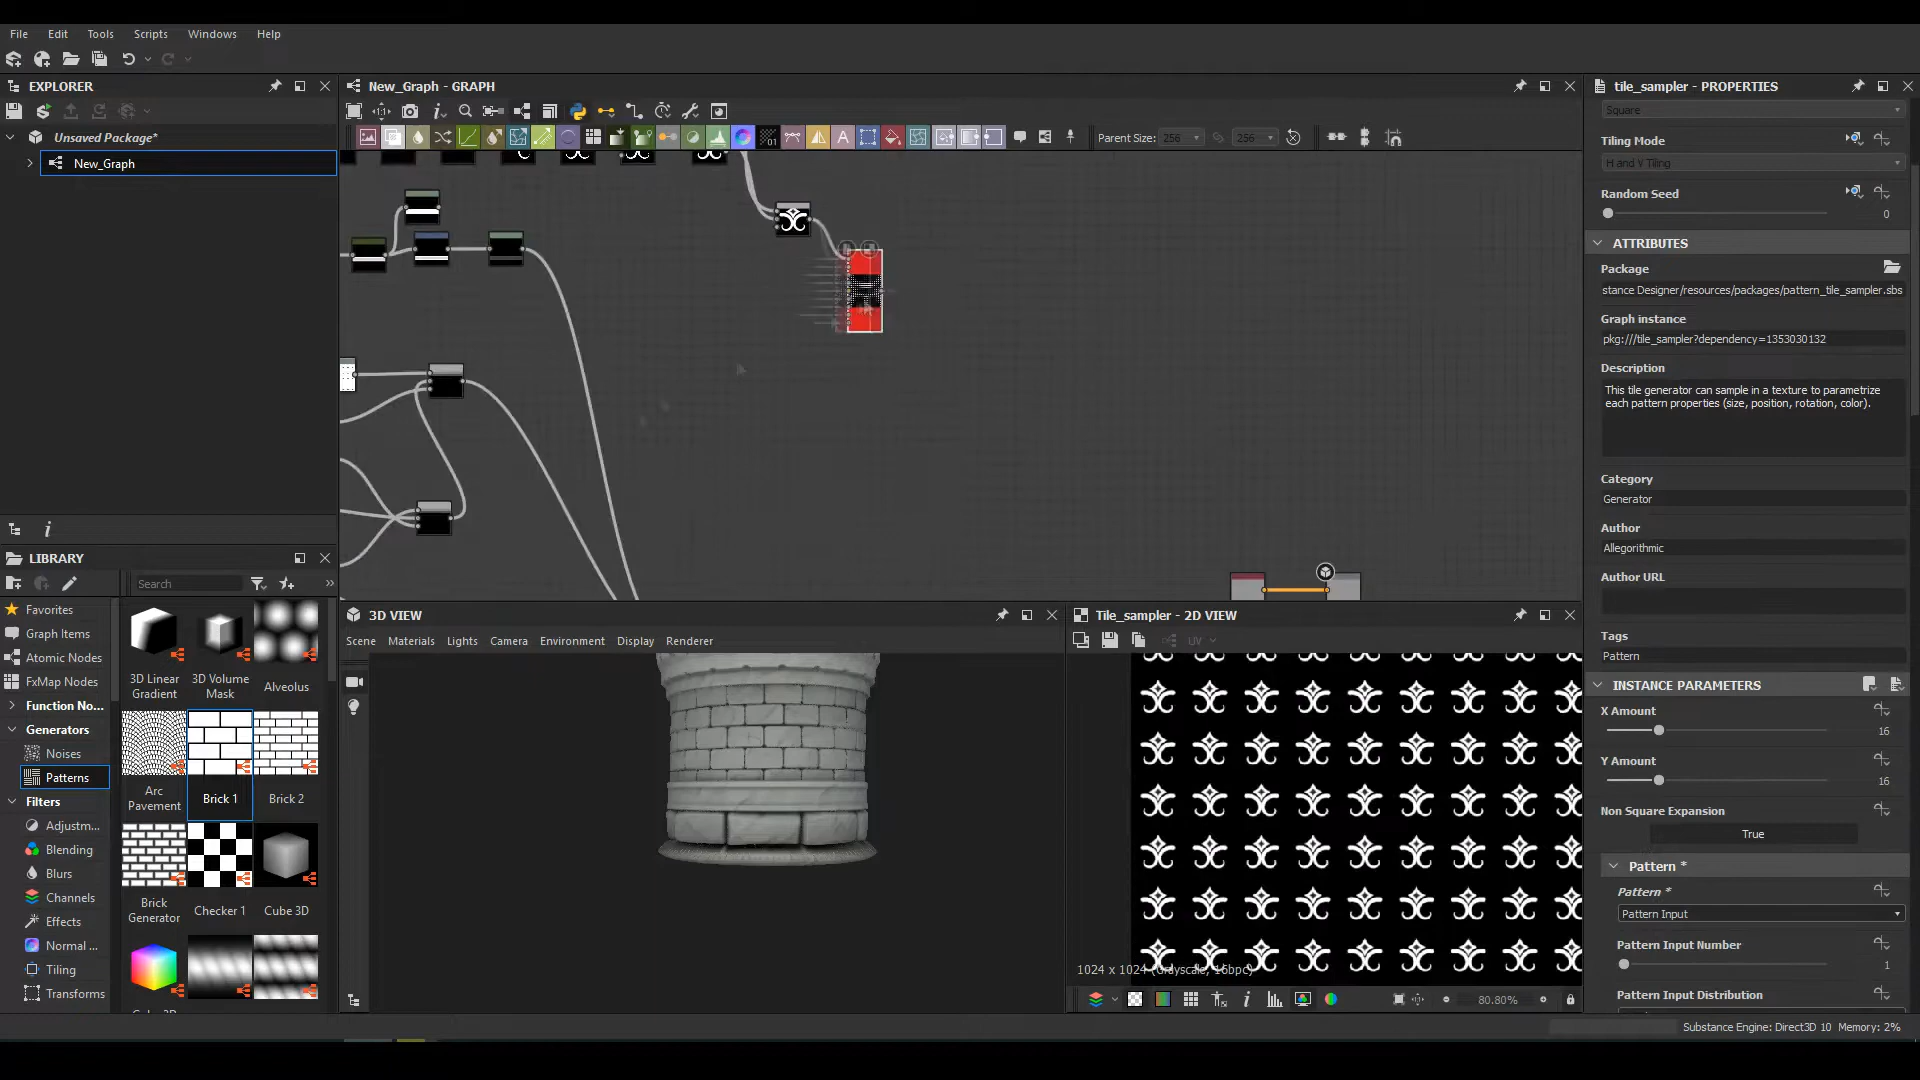 File Edit Tools Scripts Windows Help
EXPLORER
Unsaved Package*
New_Graph
New_Graph - GRAPH
Parent Size: 256 256
tile_sampler - PROPERTIES
Square
Tiling Mode
H and V Tiling
Random Seed
0
ATTRIBUTES
Package
stance Designer/resources/packages/pattern_tile_sampler.sbs
Graph instance
pkg:///tile_sampler?dependency=1353030132
Description
This tile generator can sample in a texture to parametrize
each pattern properties (size, position, rotation, color).
Category
Generator
Author
Allegorithmic
Author URL
Tags
Pattern
INSTANCE PARAMETERS
X Amount
16
Y Amount
16
Non Square Expansion
True
Pattern *
Pattern *
Pattern Input
Pattern Input Number
1
Pattern Input Distribution
LIBRARY
Search
Favorites
Graph Items
Atomic Nodes
FxMap Nodes
Function No...
Generators
Noises
Patterns
Filters
Adjustm...
Blending
Blurs
Channels
Effects
Normal ...
Tiling
Transforms
3D Linear
Gradient
3D Volume
Mask
Alveolus
Arc
Pavement
Brick 1
Brick 2
Brick
Generator
Checker 1
Cube 3D
3D VIEW
Scene Materials Lights Camera Environment Display Renderer
Tile_sampler - 2D VIEW
UV
1024 x 1024 (Grayscale, 16bpc)
80.80%
Substance Engine: Direct3D 10 Memory: 2%